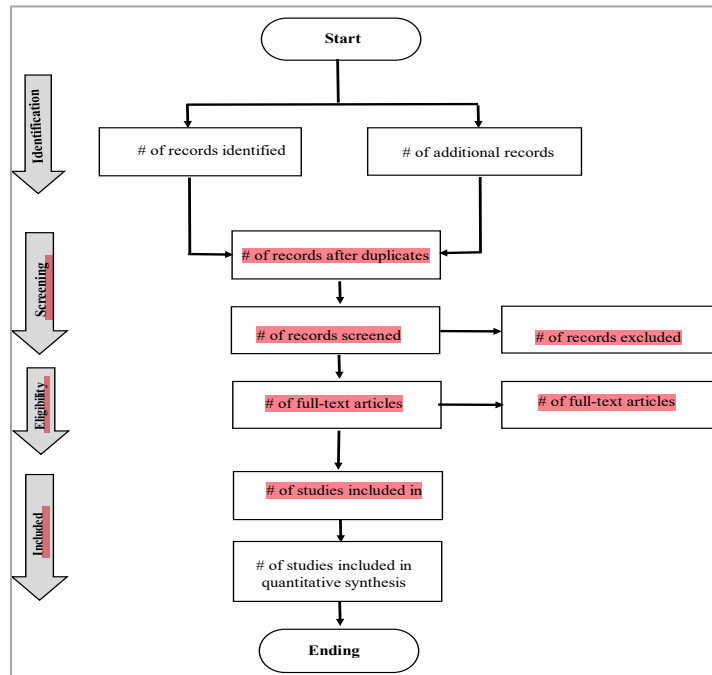 Start
Identification
# of records identified
# of additional records
Screening
# of records after duplicates
# of records screened
# of records excluded
Eligibility
# of full-text articles
# of full-text articles
Included
# of studies included in
# of studies included in
quantitative synthesis
Ending